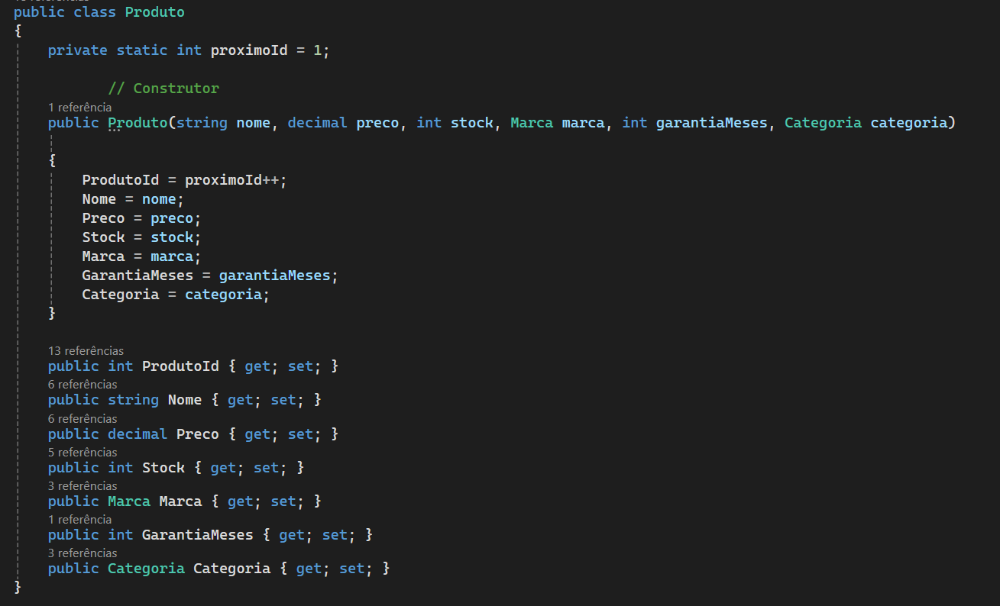 public class Produto
{
private static int proximoId = 1;
// Construtor
1 referência
public Produto(string nome, decimal preco, int stock, Marca marca, int garantiaMeses, Categoria categoria)
{
ProdutoId = proximoId++;
Nome = nome;
Preco = preco;
Stock = stock;
Marca = marca;
GarantiaMeses = garantiaMeses;
Categoria = categoria;
}
13 referências
public int ProdutoId { get; set; }
6 referências
public string Nome { get; set; }
6 referências
public decimal Preco { get; set; }
5 referências
public int Stock { get; set; }
3 referências
public Marca Marca { get; set; }
1 referência
public int GarantiaMeses { get; set; }
3 referências
public Categoria Categoria { get; set; }
}